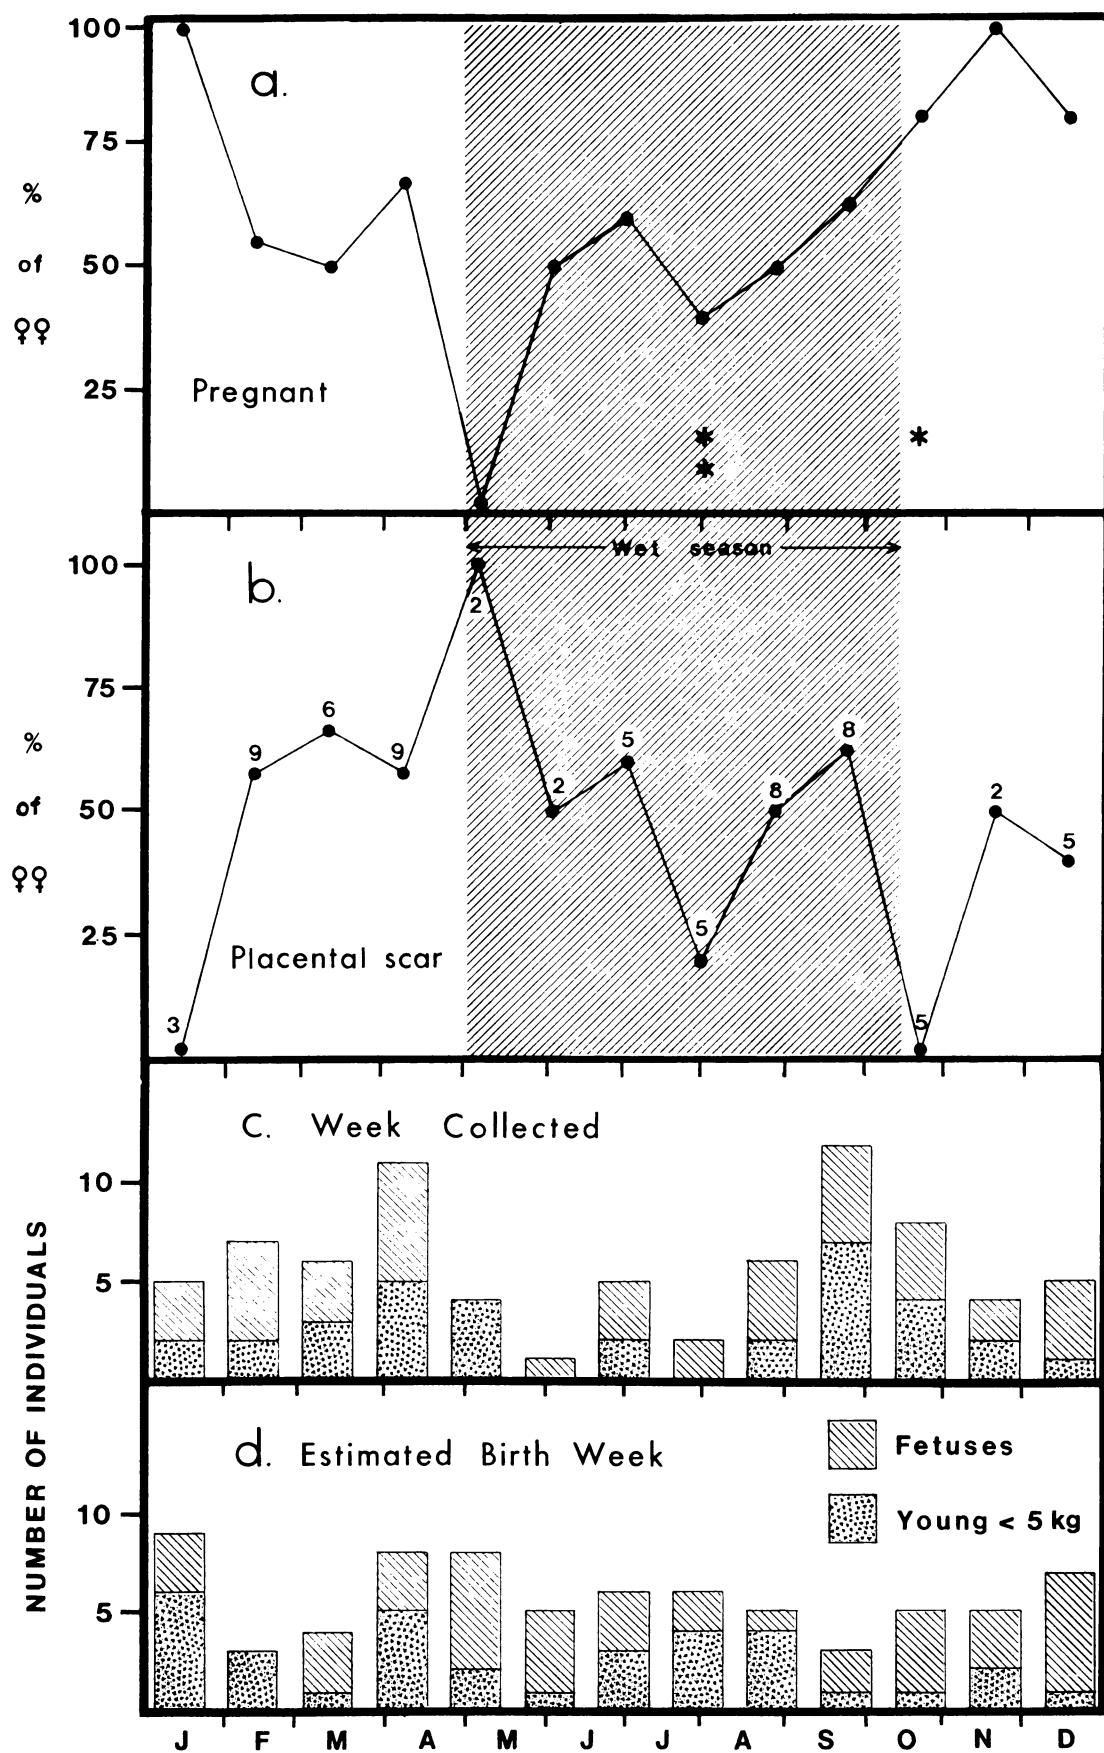 100
a.
75
%
of
♀♀
50
25
Pregnant
*
*
*
Wet season
100
b.
2
75
%
of
♀♀
50
25
3
9
6
9
2
5
5
8
8
5
2
5
Placental scar
c. Week Collected
10
5
NUMBER OF INDIVIDUALS
d. Estimated Birth Week
Fetuses
Young < 5 kg
10
5
J F M A M J J A S O N D